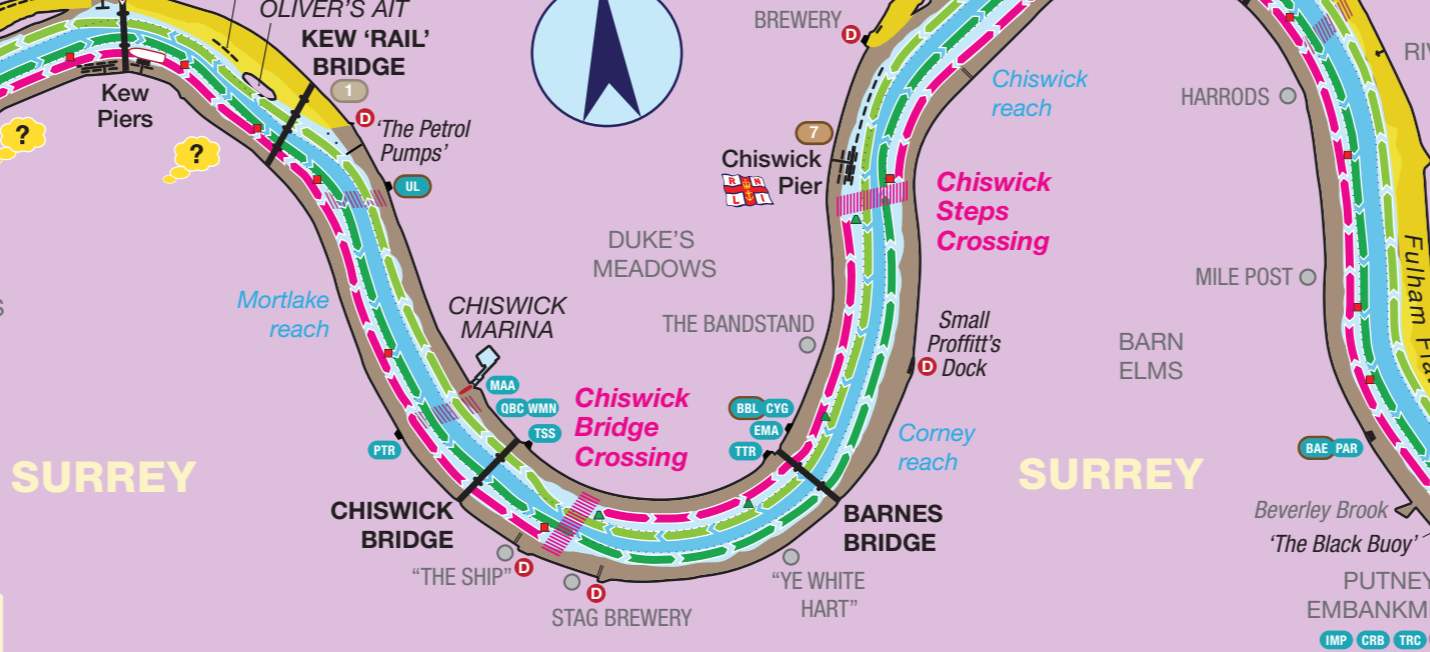 OLIVER'S AIT
KEW ‘RAIL’
BRIDGE
1
D
‘The Petrol
Pumps’
Kew
Piers
?
?
UL
BREWERY
D
Chiswick
reach
HARRODS
7
Chiswick
Pier
R N
L I
Chiswick
Steps
Crossing
DUKE'S
MEADOWS
Mortlake
reach
CHISWICK
MARINA
THE BANDSTAND
Small
Proffitt's
Dock
D
MILE POST
BARN
ELMS
Fulham
MAA
QBC WMN
TSS
PTR
Chiswick
Bridge
Crossing
BBL CYG
EMA
TTR
Corney
reach
BAE PAR
SURREY
SURREY
CHISWICK
BRIDGE
BARNES
BRIDGE
Beverley Brook
‘The Black Buoy’
“THE SHIP”
D
D
STAG BREWERY
“YE WHITE
HART”
PUTNEY
EMBANKM
IMP CRB TRC